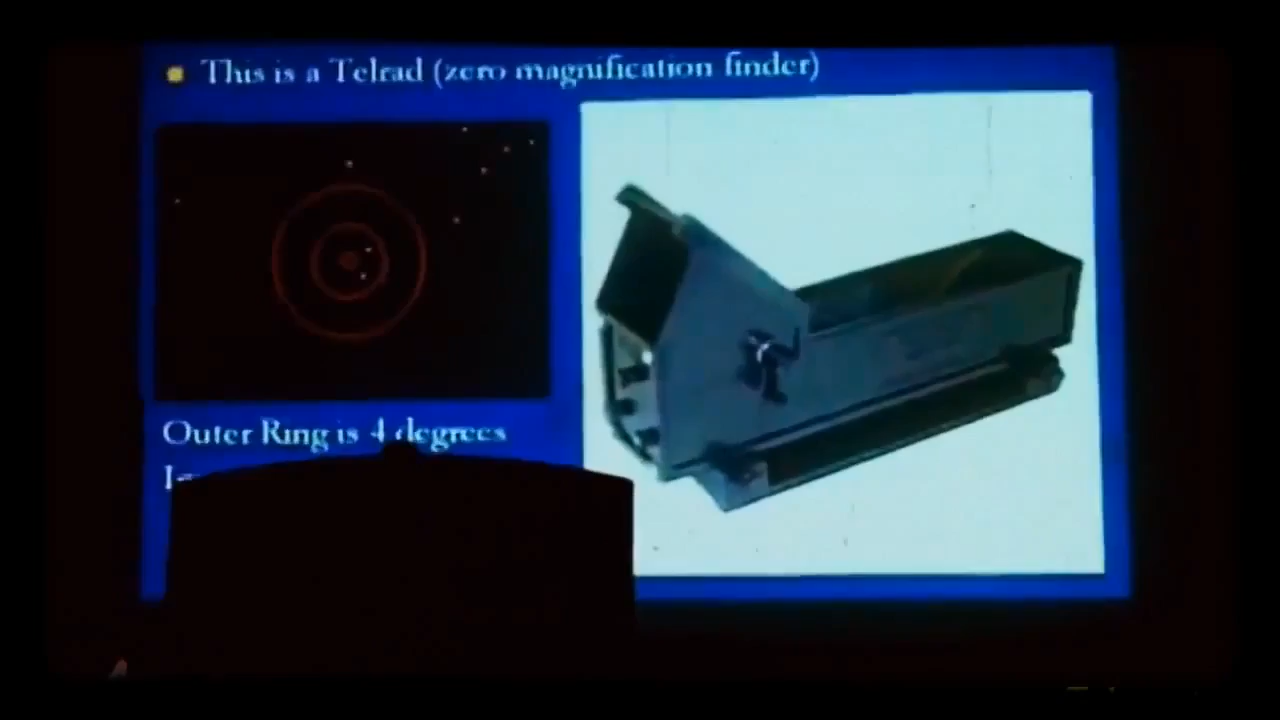 This is a Telrad (zero magnification finder)
Outer Ring is 4 degrees